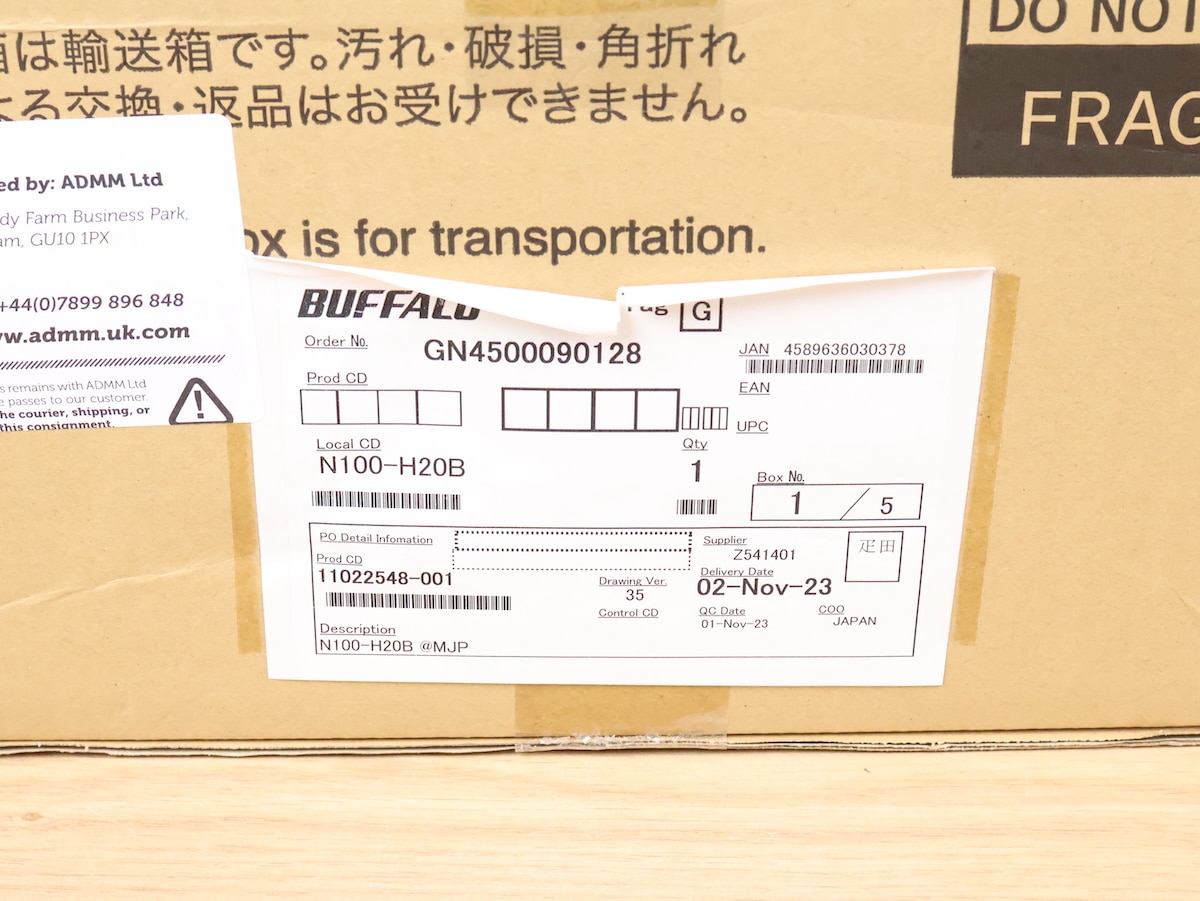 は輸送箱です。汚れ・破損・角折れ
よる交換・返品はお受けできません。
DO NOT
FRAG
ed by: ADMM Ltd
dy Farm Business Park,
am, GU10 1PX
+44(0)7899 896 848
w.admm.uk.com
s remains with ADMM Ltd
e passes to our customer.
he courier, shipping, or
this consignment.
ox is for transportation.
BUFFALO
G
Order No. GN4500090128
JAN 4589636030378
Prod CD
EAN
UPC
Local CD
Qty
N100-H20B
1
Box No.
1 / 5
PO Detail Infomation
Supplier
Z541401
疋田
Prod CD
11022548-001
Drawing Ver.
35
Delivery Date
02-Nov-23
Control CD
QC Date
01-Nov-23
COO
JAPAN
Description
N100-H20B @MJP